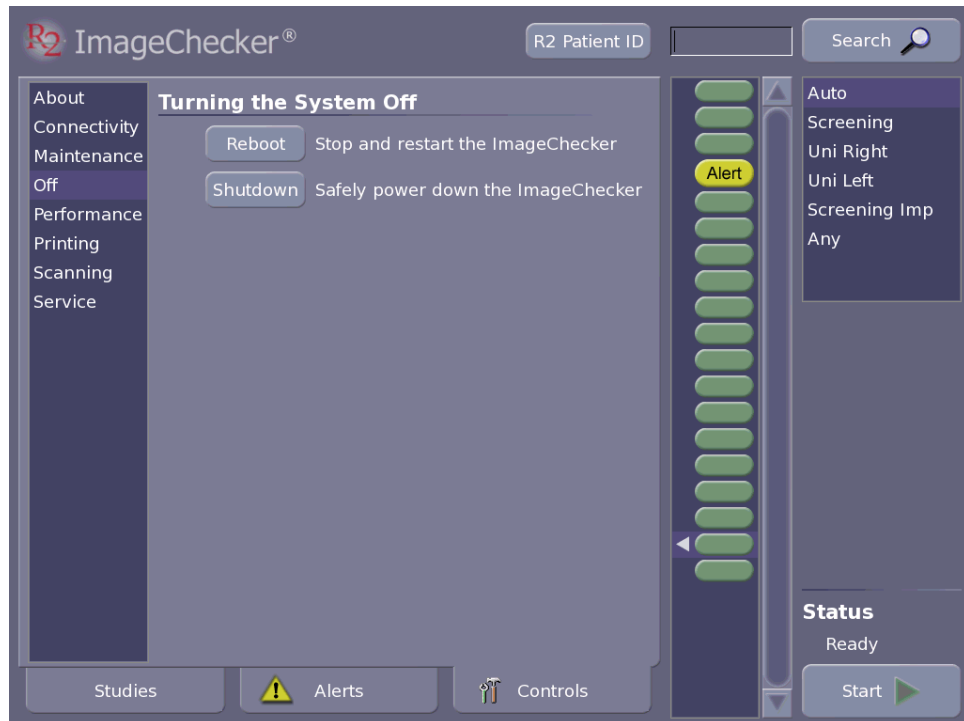 R2 ImageChecker®
R2 Patient ID
Search
About
Connectivity
Maintenance
Off
Performance
Printing
Scanning
Service
Turning the System Off
Reboot Stop and restart the ImageChecker
Shutdown Safely power down the ImageChecker
Alert
Auto
Screening
Uni Right
Uni Left
Screening Imp
Any
Status
Ready
Start
Studies
Alerts
Controls